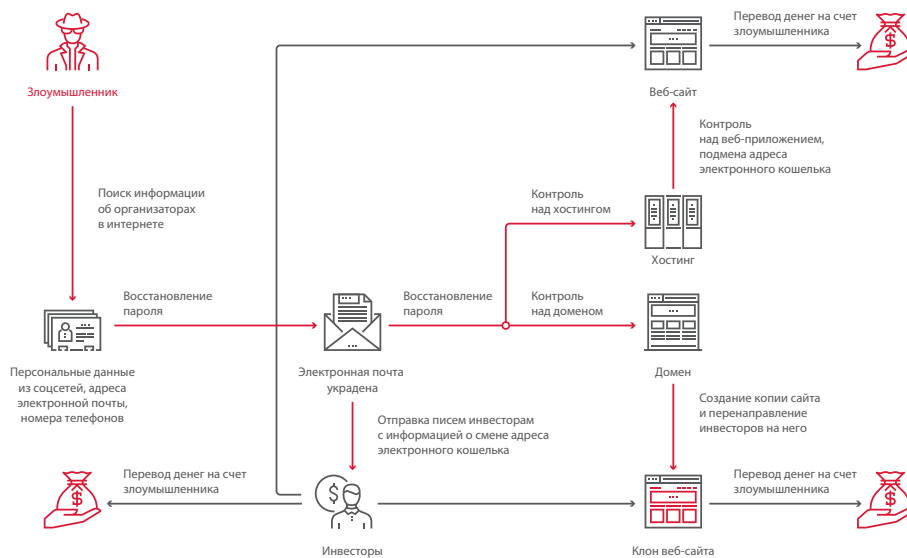 Злоумышленник
Поиск информации
об организаторах
в интернете
Персональные данные
из соцсетей, адреса
электронной почты,
номера телефонов
Восстановление
пароля
Электронная почта
украдена
Восстановление
пароля
Контроль
над хостингом
Хостинг
Контроль
над веб-приложением,
подмена адреса
электронного кошелька
Веб-сайт
Перевод денег на счет
злоумышленника
Контроль
над доменом
Домен
Создание копии сайта
и перенаправление
инвесторов на него
Отправка писем инвесторам
с информацией о смене адреса
электронного кошелька
Перевод денег на счет
злоумышленника
Инвесторы
Клон веб-сайта
Перевод денег на счет
злоумышленника